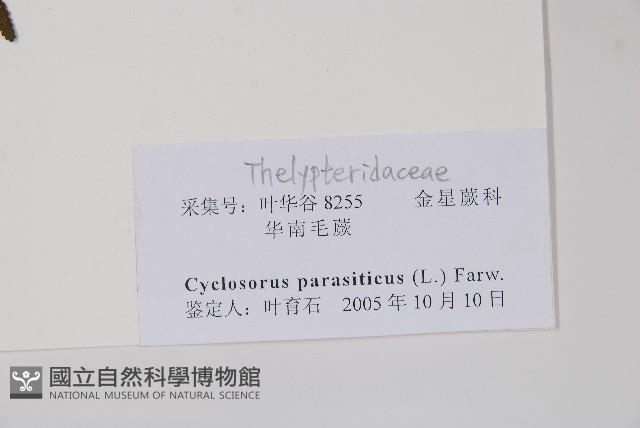 Thelypteridaceae
采集号：叶华谷 8255 金星蕨科
华南毛蕨
Cyclosorus parasiticus (L.) Farw.
鉴定人：叶育石 2005 年 10 月 10 日
國立自然科學博物館
NATIONAL MUSEUM OF NATURAL SCIENCE